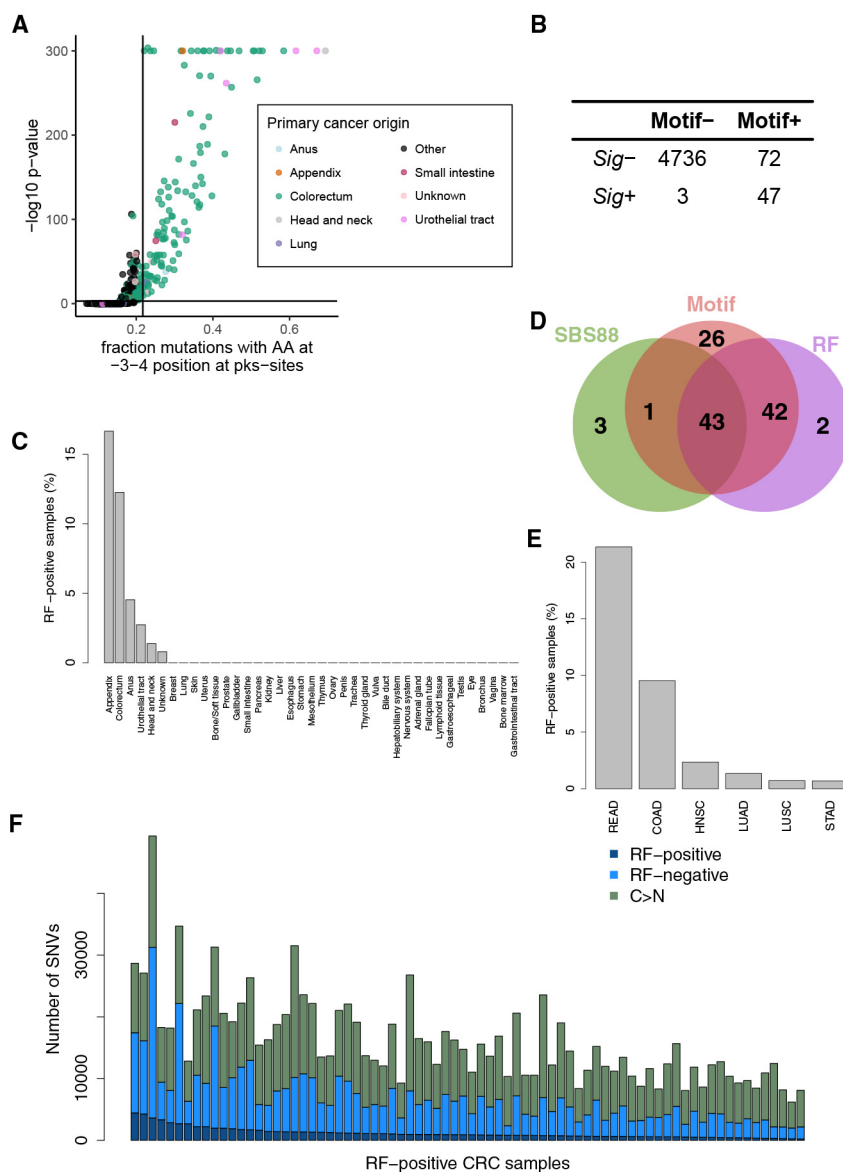 A
300
200
100
0
−log10 p−value
0.2
0.4
0.6
fraction mutations with AA at
−3−4 position at pks−sites
Primary cancer origin
Anus
Appendix
Colorectum
Head and neck
Lung
Other
Small intestine
Unknown
Urothelial tract
B
Motif− Motif+
Sig− 4736 72
Sig+ 3 47
C
RF−positive samples (%)
15
10
5
0
Appendix
Colorectum
Anus
Urothelial tract
Head and neck
Unknown
Breast
Lung
Skin
Uterus
Bone/Soft tissue
Prostate
Gallbladder
Small intestine
Pancreas
Kidney
Liver
Esophagus
Stomach
Mesothelium
Thymus
Ovary
Penis
Trachea
Thyroid gland
Vulva
Bile duct
Hepatobiliary system
Nervous system
Adrenal gland
Fallopian tube
Lymphoid tissue
Gastroesophageal
Testis
Eye
Bronchus
Vagina
Bone marrow
Gastrointestinal tract
D
SBS88
Motif
RF
26
3
1
43
42
2
E
RF−positive samples (%)
20
15
10
5
0
READ
COAD
HNSC
LUAD
LUSC
STAD
F
RF−positive
RF−negative
C>N
Number of SNVs
30000
10000
0
RF−positive CRC samples